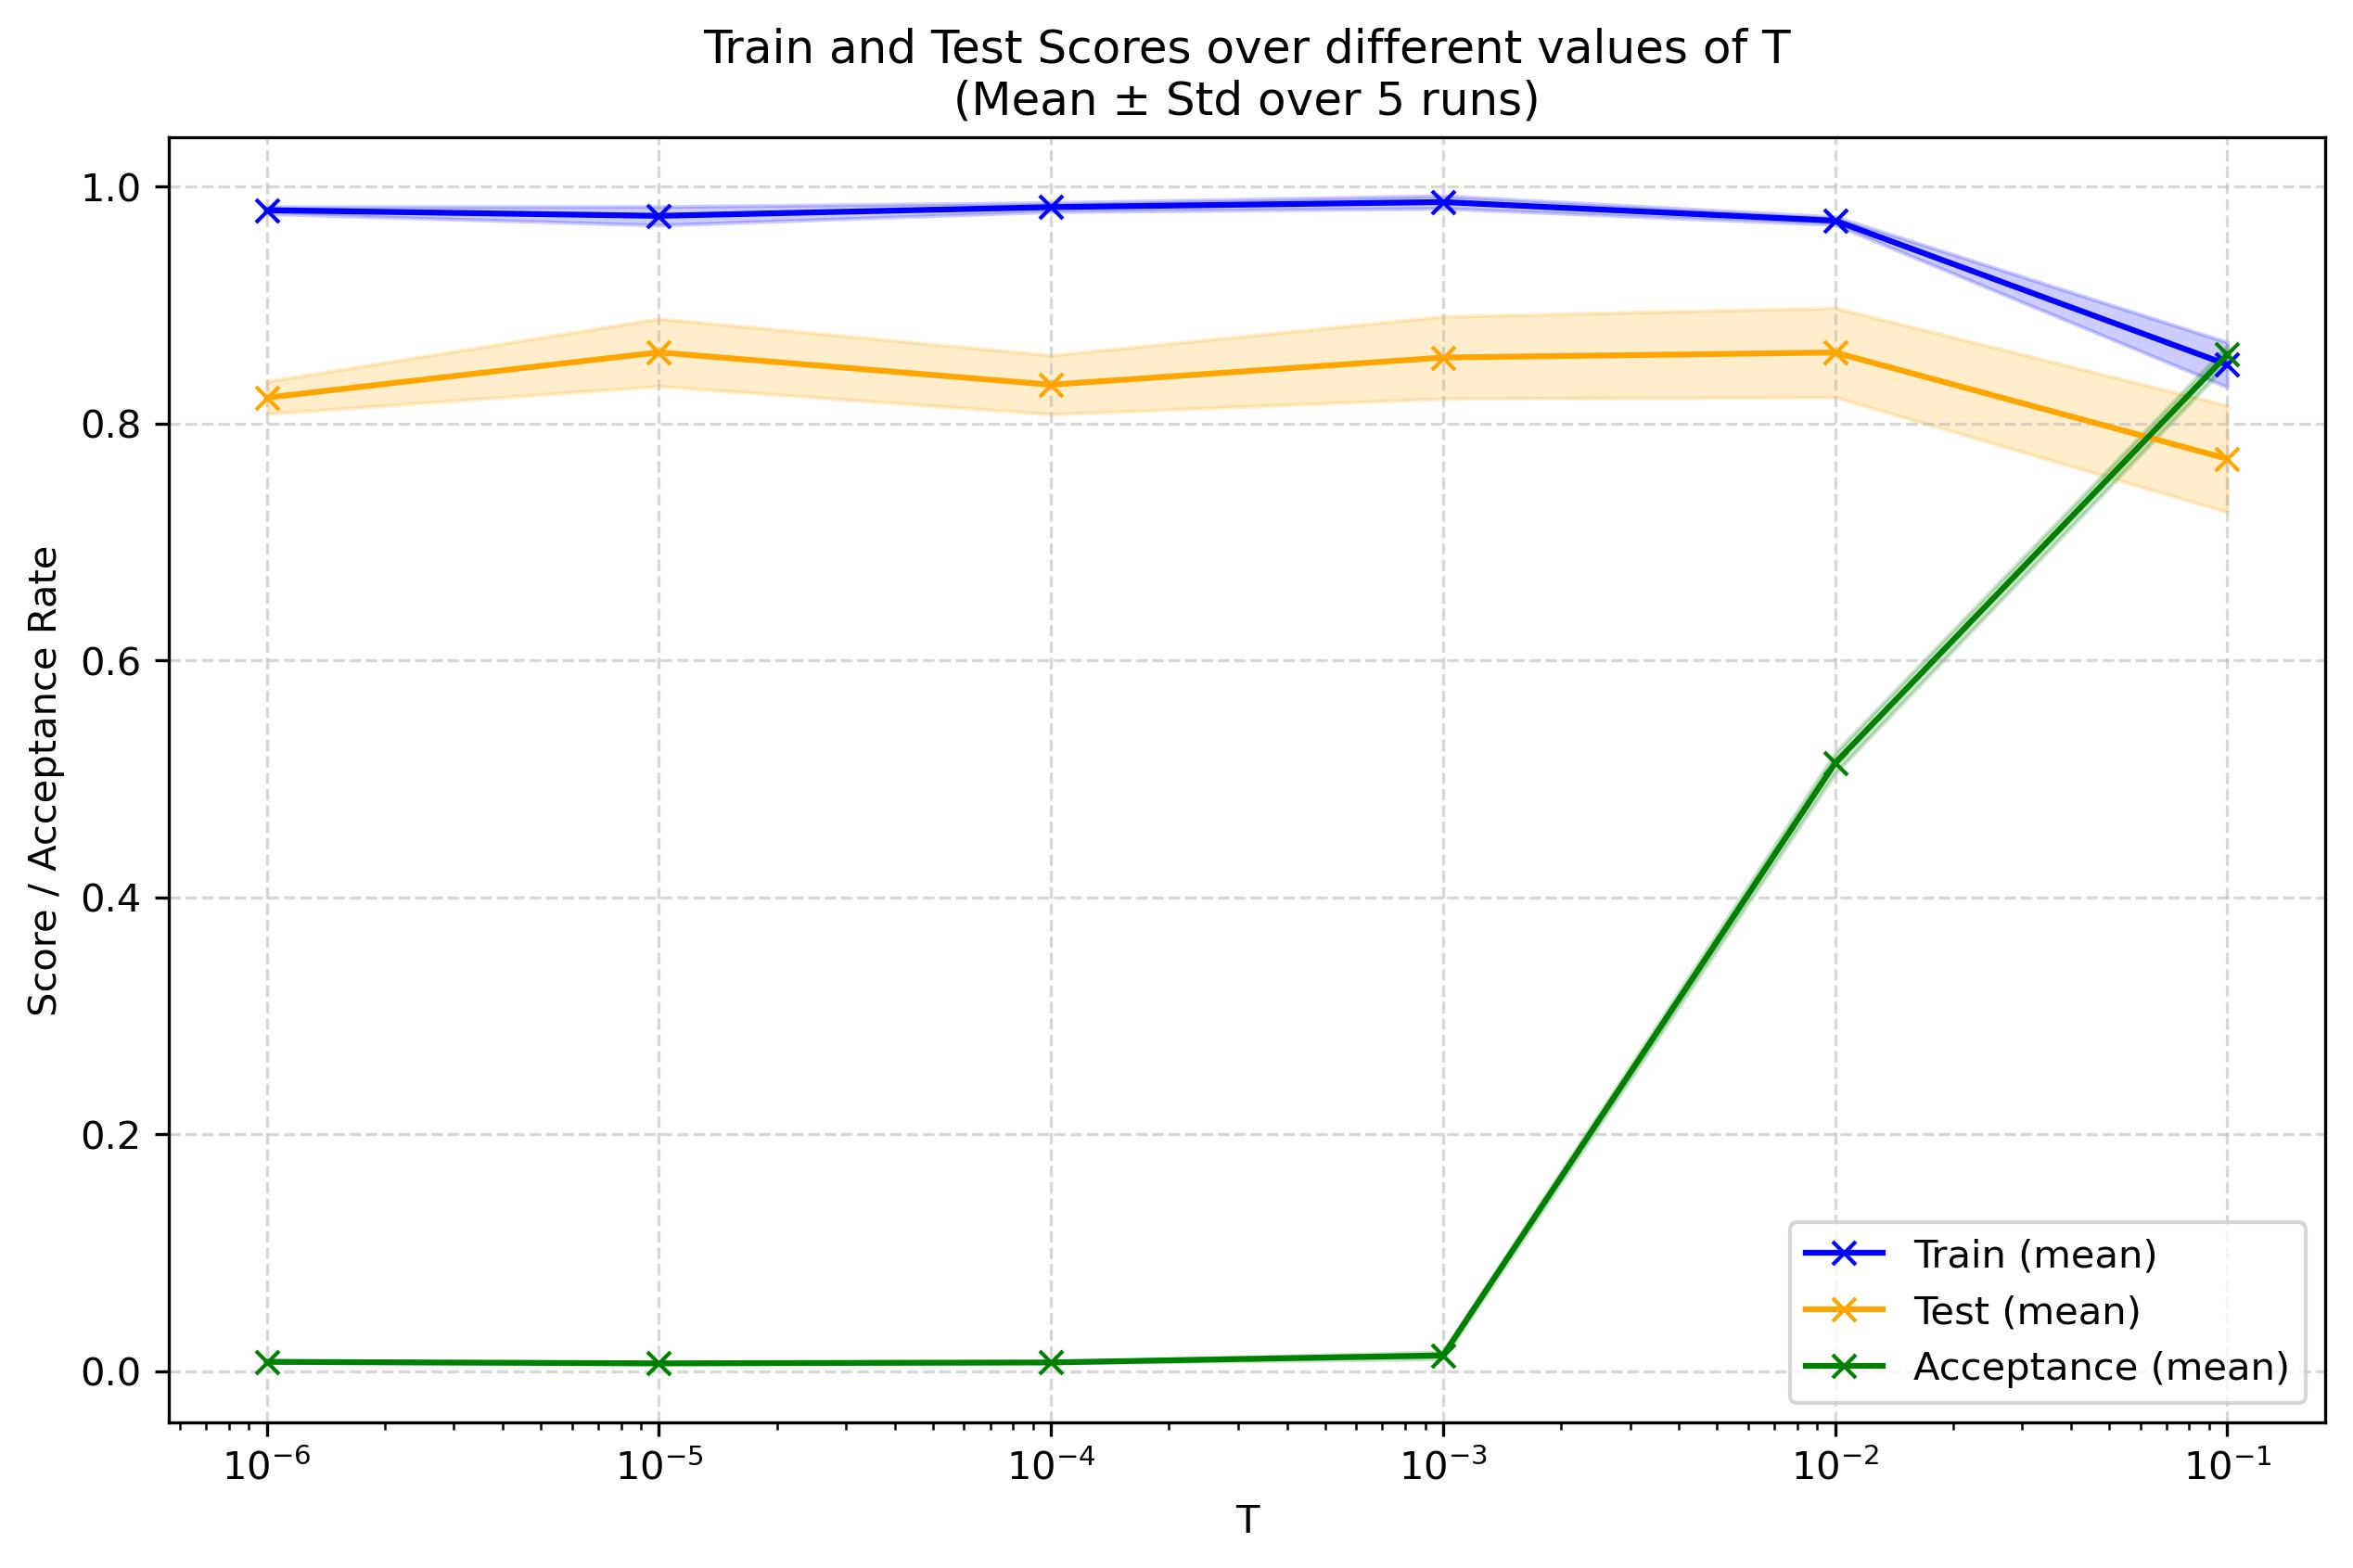 Train and Test Scores over different values of T
(Mean ± Std over 5 runs)
Score / Acceptance Rate
1.0
0.8
0.6
0.4
0.2
0.0
10⁻⁶ 10⁻⁵ 10⁻⁴ 10⁻³ 10⁻² 10⁻¹
T
Train (mean)
Test (mean)
Acceptance (mean)